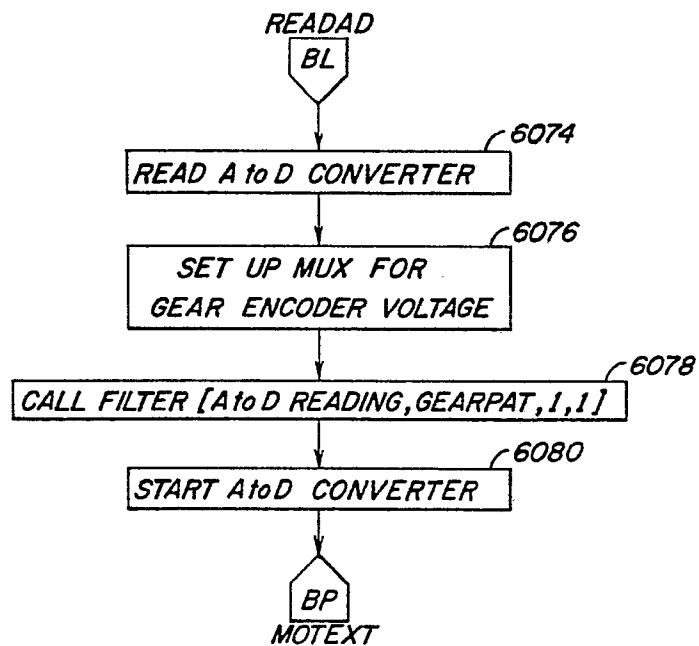 READAD
BL
6074
READ A to D CONVERTER
6076
SET UP MUX FOR
GEAR ENCODER VOLTAGE
6078
CALL FILTER [A to D READING, GEARPAT, 1, 1]
6080
START A to D CONVERTER
BP
MOTEXT